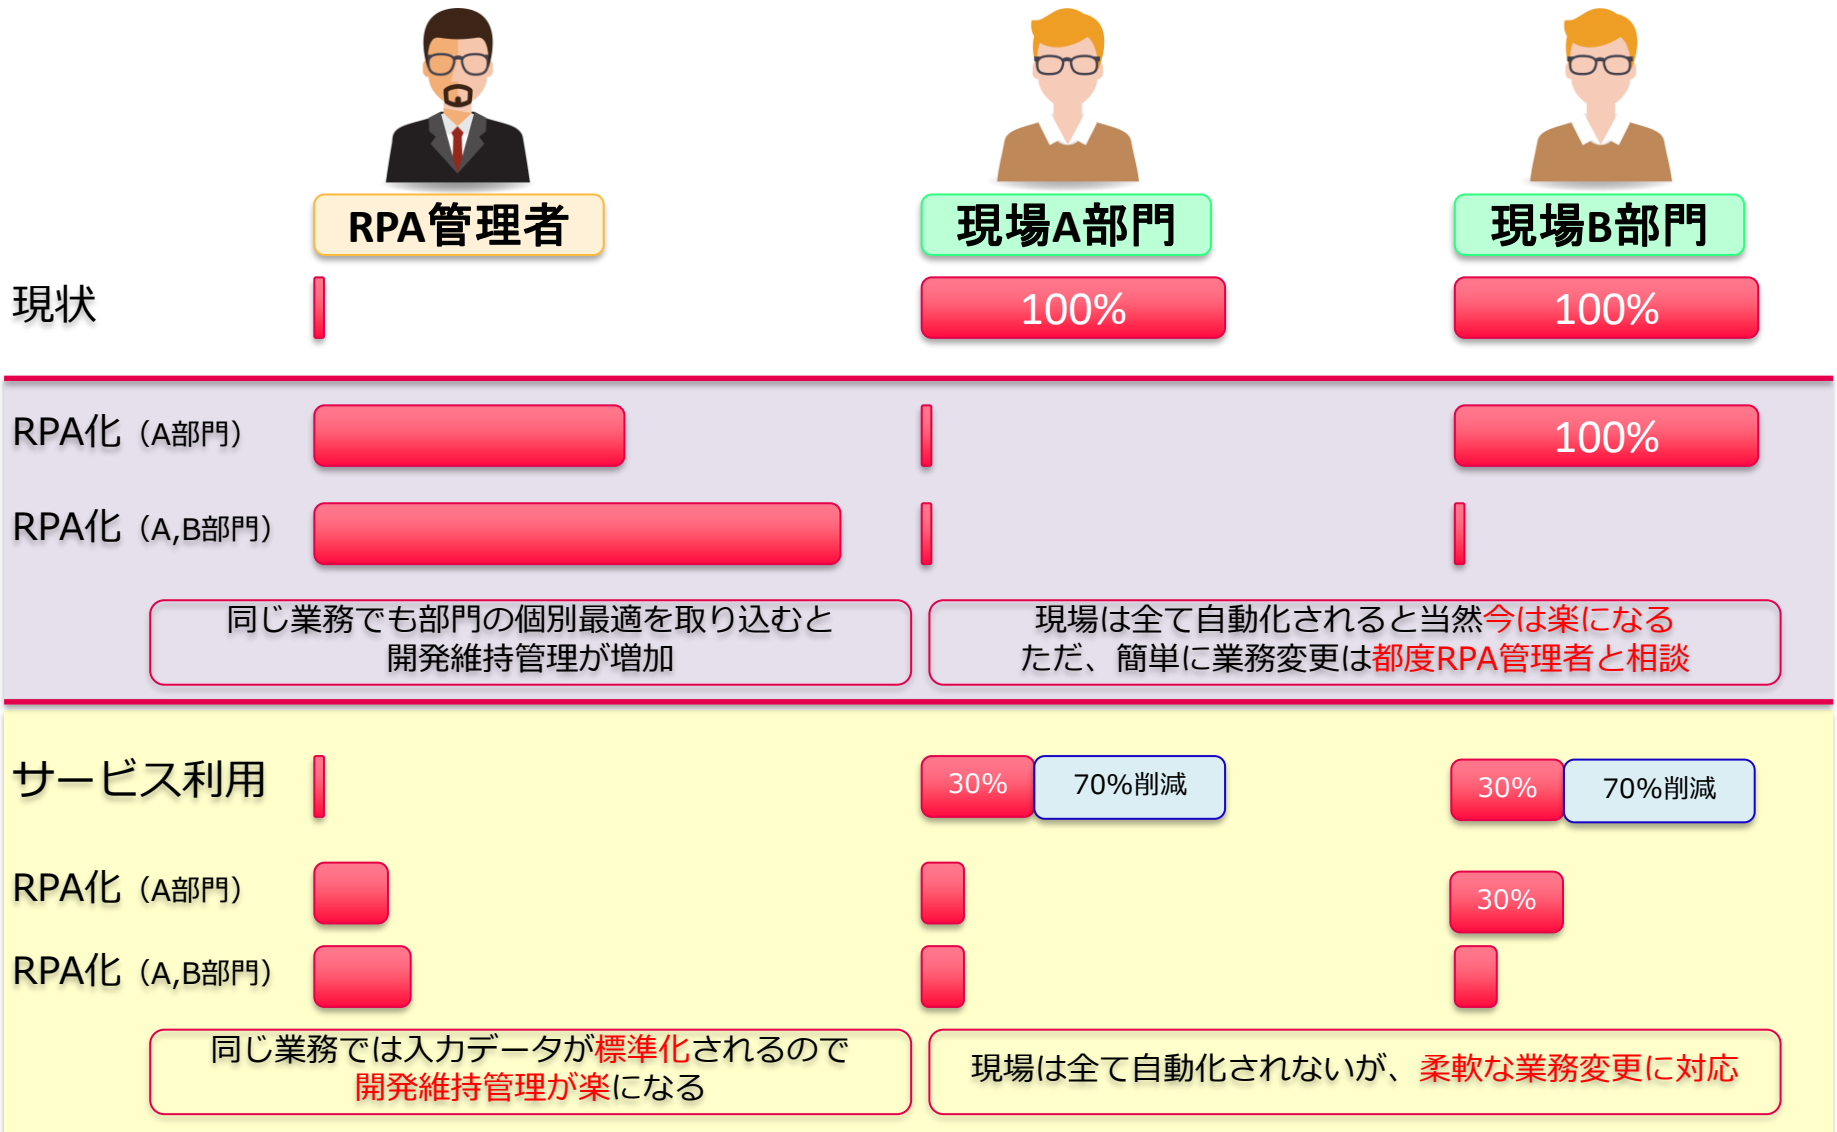 RPA管理者
現場A部門
現場B部門
現状
100%
100%
RPA化（A部門）
100%
RPA化（A,B部門）
同じ業務でも部門の個別最適を取り込むと
開発維持管理が増加
現場は全て自動化されると当然今は楽になる
ただ、簡単に業務変更は都度RPA管理者と相談
サービス利用
30%
70%削減
30%
70%削減
RPA化（A部門）
30%
RPA化（A,B部門）
同じ業務では入力データが標準化されるので
開発維持管理が楽になる
現場は全て自動化されないが、柔軟な業務変更に対応